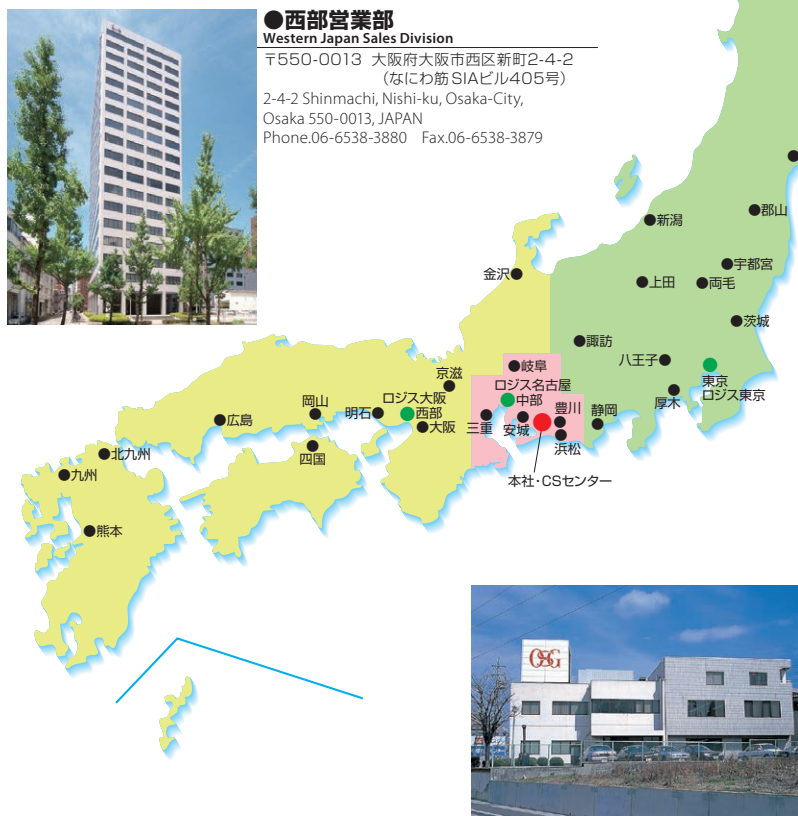 ●西部営業部
Western Japan Sales Division
〒550-0013 大阪府大阪市西区新町2-4-2
（なにわ筋SIAビル405号）
2-4-2 Shinmachi, Nishi-ku, Osaka-City,
Osaka 550-0013, JAPAN
Phone.06-6538-3880 Fax.06-6538-3879
郡山
新潟
宇都宮
金沢
上田
両毛
茨城
諏訪
八王子
岐阜
京滋
東京
ロジス東京
ロジス名古屋
中部
ロジス大阪
西部
厚木
岡山
明石
豊川
静岡
広島
大阪
三重
安城
浜松
北九州
四国
九州
本社・CSセンター
熊本
OSG